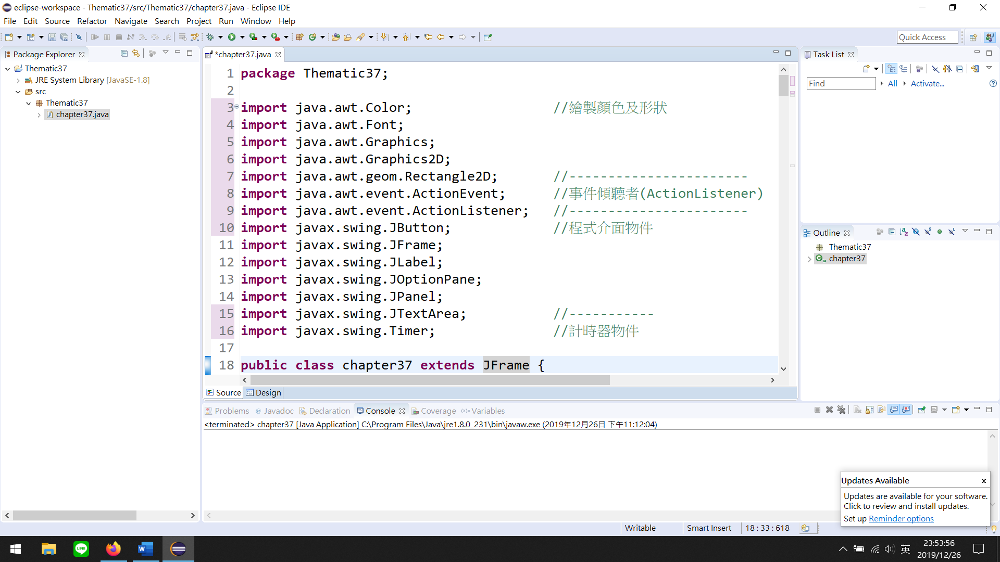 eclipse-workspace - Thematic37/src/Thematic37/chapter37.java - Eclipse IDE
File Edit Source Refactor Navigate Search Project Run Window Help
Quick Access
Package Explorer
Thematic37
JRE System Library [JavaSE-1.8]
src
Thematic37
chapter37.java
*chapter37.java
1 package Thematic37;
2
3 import java.awt.Color; //繪製顏色及形狀
4 import java.awt.Font;
5 import java.awt.Graphics;
6 import java.awt.Graphics2D;
7 import java.awt.geom.Rectangle2D; //-----------------------
8 import java.awt.event.ActionEvent; //事件傾聽者(ActionListener)
9 import java.awt.event.ActionListener; //-----------------------
10 import javax.swing.JButton; //程式介面物件
11 import javax.swing.JFrame;
12 import javax.swing.JLabel;
13 import javax.swing.JOptionPane;
14 import javax.swing.JPanel;
15 import javax.swing.JTextArea; //-----------
16 import javax.swing.Timer; //計時器物件
17
18 public class chapter37 extends JFrame {
Source Design
Task List
Find All Activate...
Outline
Thematic37
chapter37
Problems @ Javadoc Declaration Console Coverage (x)= Variables
<terminated> chapter37 [Java Application] C:\Program Files\Java\jre1.8.0_231\bin\javaw.exe (2019年12月26日 下午11:12:04)
Updates Available x
Updates are available for your software.
Click to review and install updates.
Set up Reminder options
Writable Smart Insert 18 : 33 : 618
LINE
W
英
23:53:56
2019/12/26